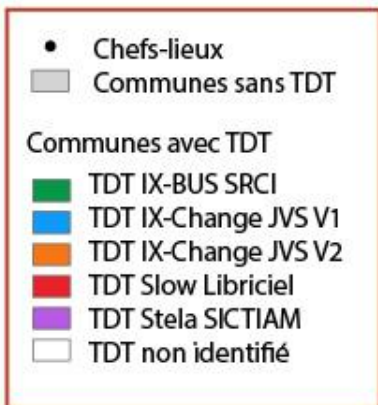 Chefs-lieux
Communes sans TDT
Communes avec TDT
TDT IX-BUS SRCI
TDT IX-Change JVS V1
TDT IX-Change JVS V2
TDT Slow Libriciel
TDT Stela SICTIAM
TDT non identifié